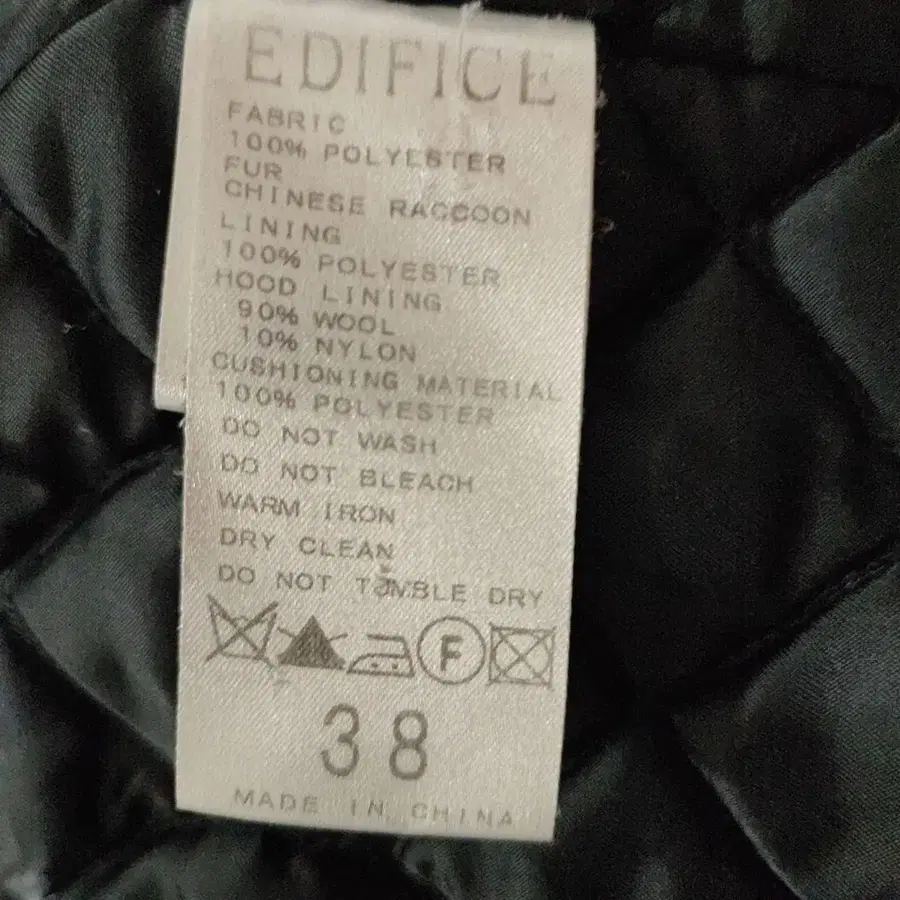 EDIFICE
FABRIC
100% POLYESTER
FUR
CHINESE RACCOON
LINING
100% POLYESTER
HOOD LINING
90% WOOL
10% NYLON
CUSHIONING MATERIAL
100% POLYESTER
DO NOT WASH
DO NOT BLEACH
WARM IRON
DRY CLEAN
DO NOT TUMBLE DRY
F
38
MADE IN CHINA